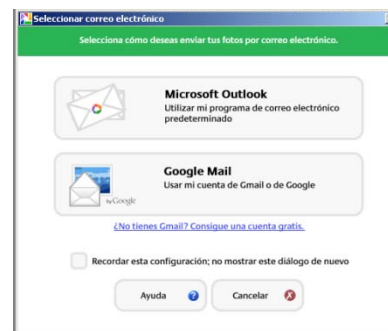 Seleccionar correo electrónico
Selecciona cómo deseas enviar tus fotos por correo electrónico.
Microsoft Outlook
Utilizar mi programa de correo electrónico
predeterminado
Google Mail
Usar mi cuenta de Gmail o de Google
by Google
¿No tienes Gmail? Consigue una cuenta gratis.
Recordar esta configuración; no mostrar este diálogo de nuevo
Ayuda
Cancelar